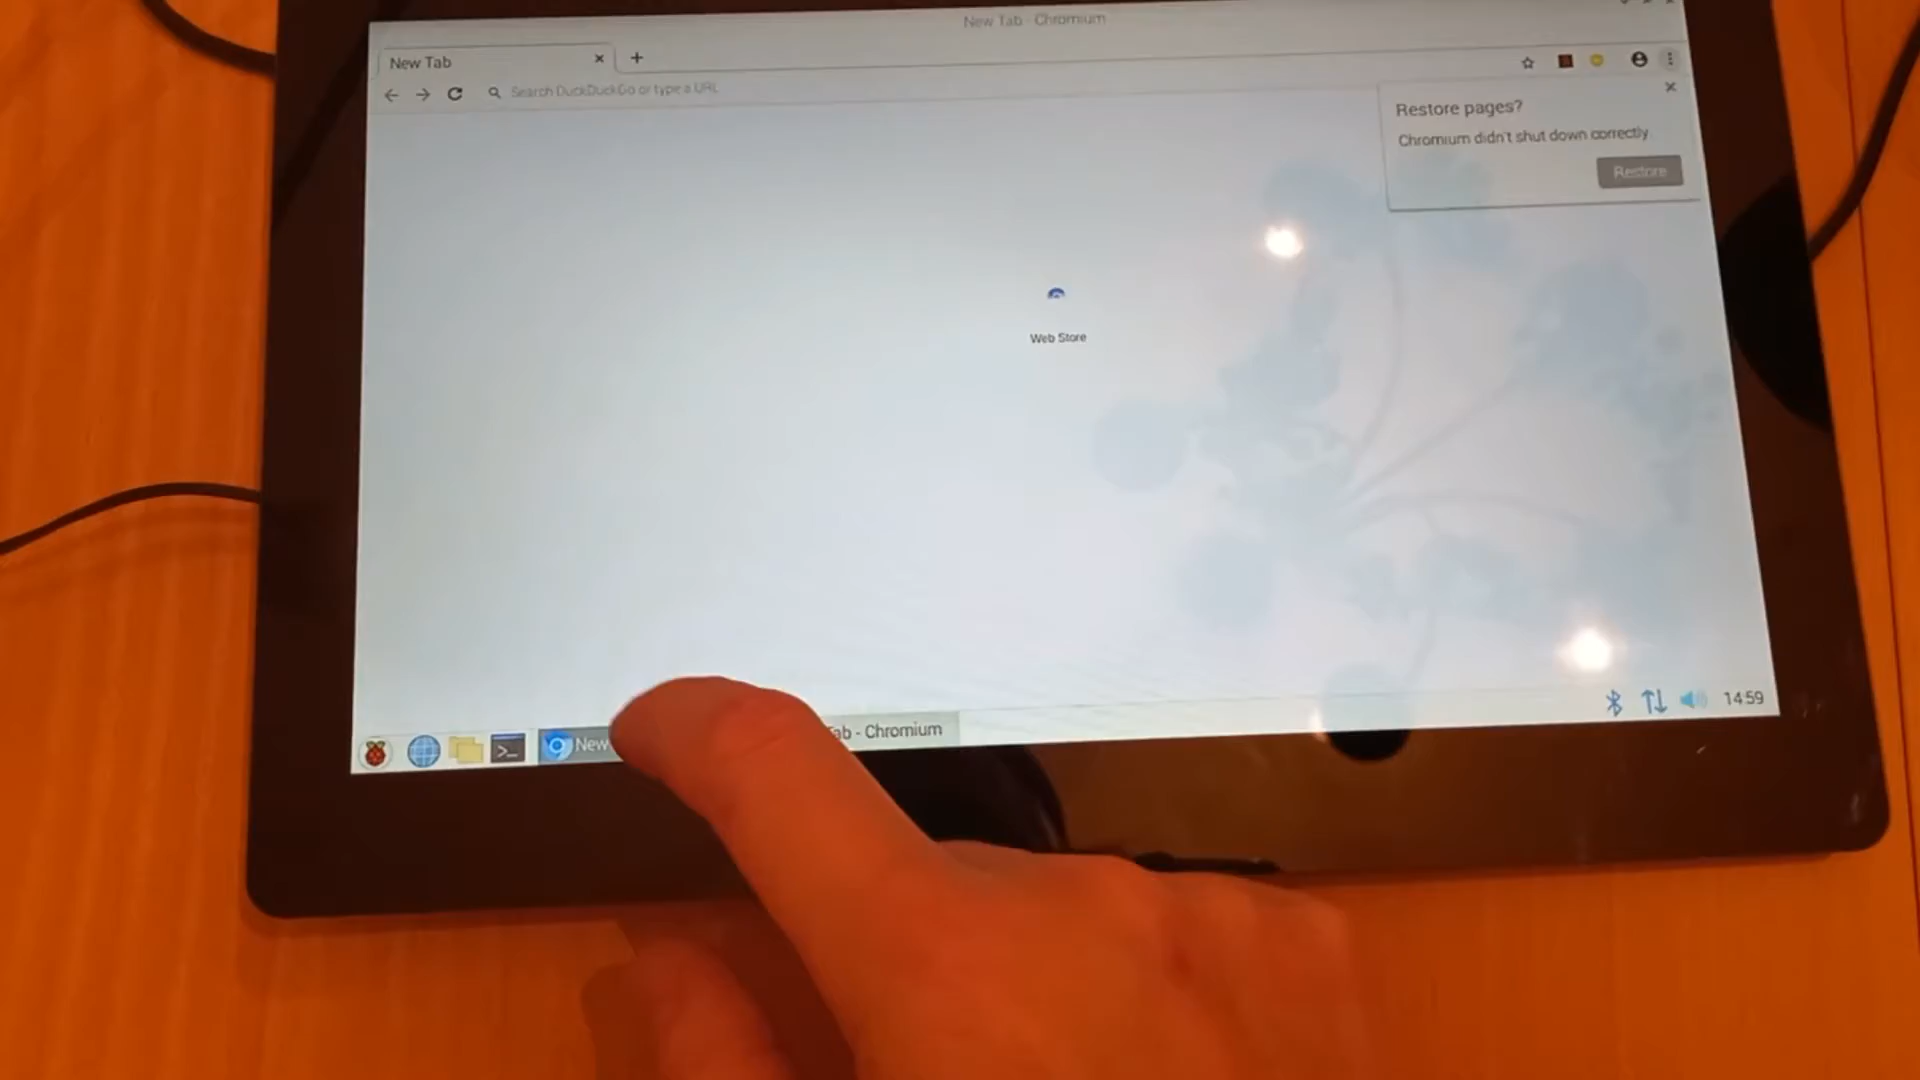 New Tab - Chromium
New Tab
Search DuckDuckGo or type a URL
Restore pages?
Chromium didn't shut down correctly
Restore
Web Store
New
Tab - Chromium
14:59